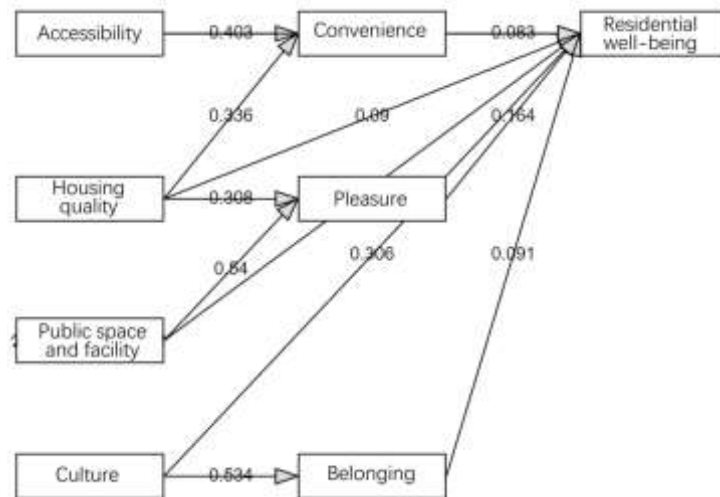 Accessibility
0.403
Convenience
0.083
Residential
well-being
0.336
0.09
0.164
Housing
quality
0.308
Pleasure
0.54
0.306
0.091
Public space
and facility
Culture
0.534
Belonging